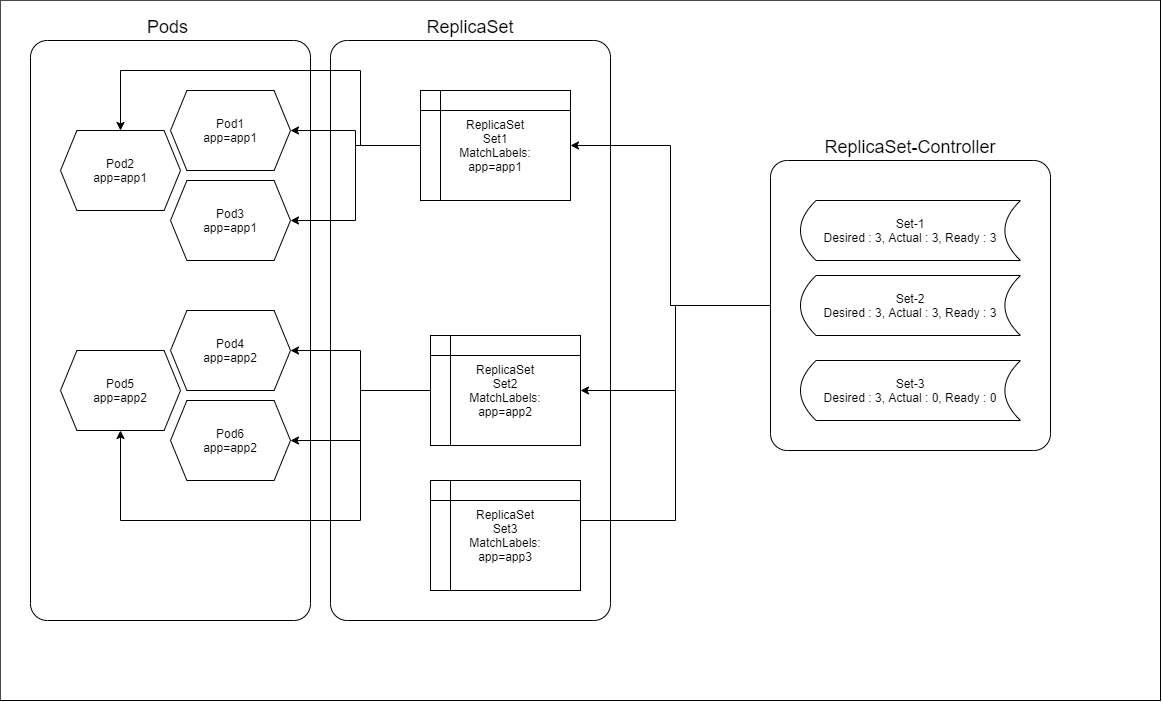 Pods
Pod1
app=app1
Pod2
app=app1
Pod3
app=app1
Pod4
app=app2
Pod5
app=app2
Pod6
app=app2
ReplicaSet
ReplicaSet
Set1
MatchLabels:
app=app1
ReplicaSet
Set2
MatchLabels:
app=app2
ReplicaSet
Set3
MatchLabels:
app=app3
ReplicaSet-Controller
Set-1
Desired : 3, Actual : 3, Ready : 3
Set-2
Desired : 3, Actual : 3, Ready : 3
Set-3
Desired : 3, Actual : 0, Ready : 0